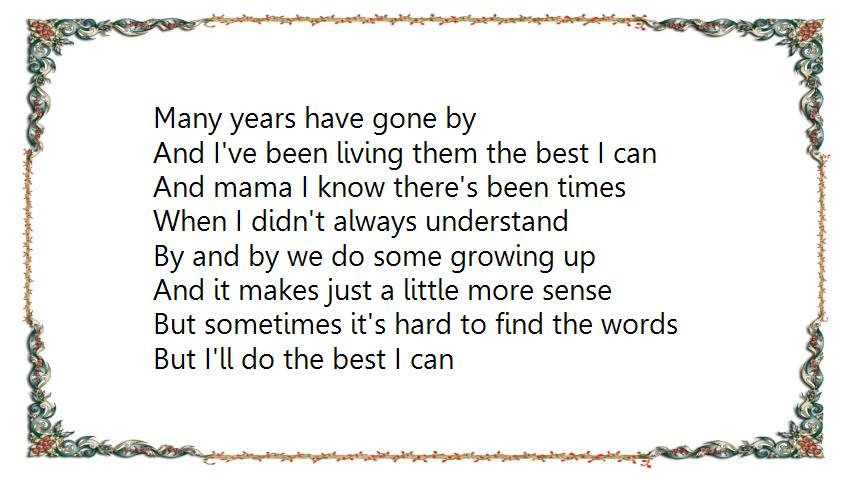 Many years have gone by
And I've been living them the best I can
And mama I know there's been times
When I didn't always understand
By and by we do some growing up
And it makes just a little more sense
But sometimes it's hard to find the words
But I'll do the best I can